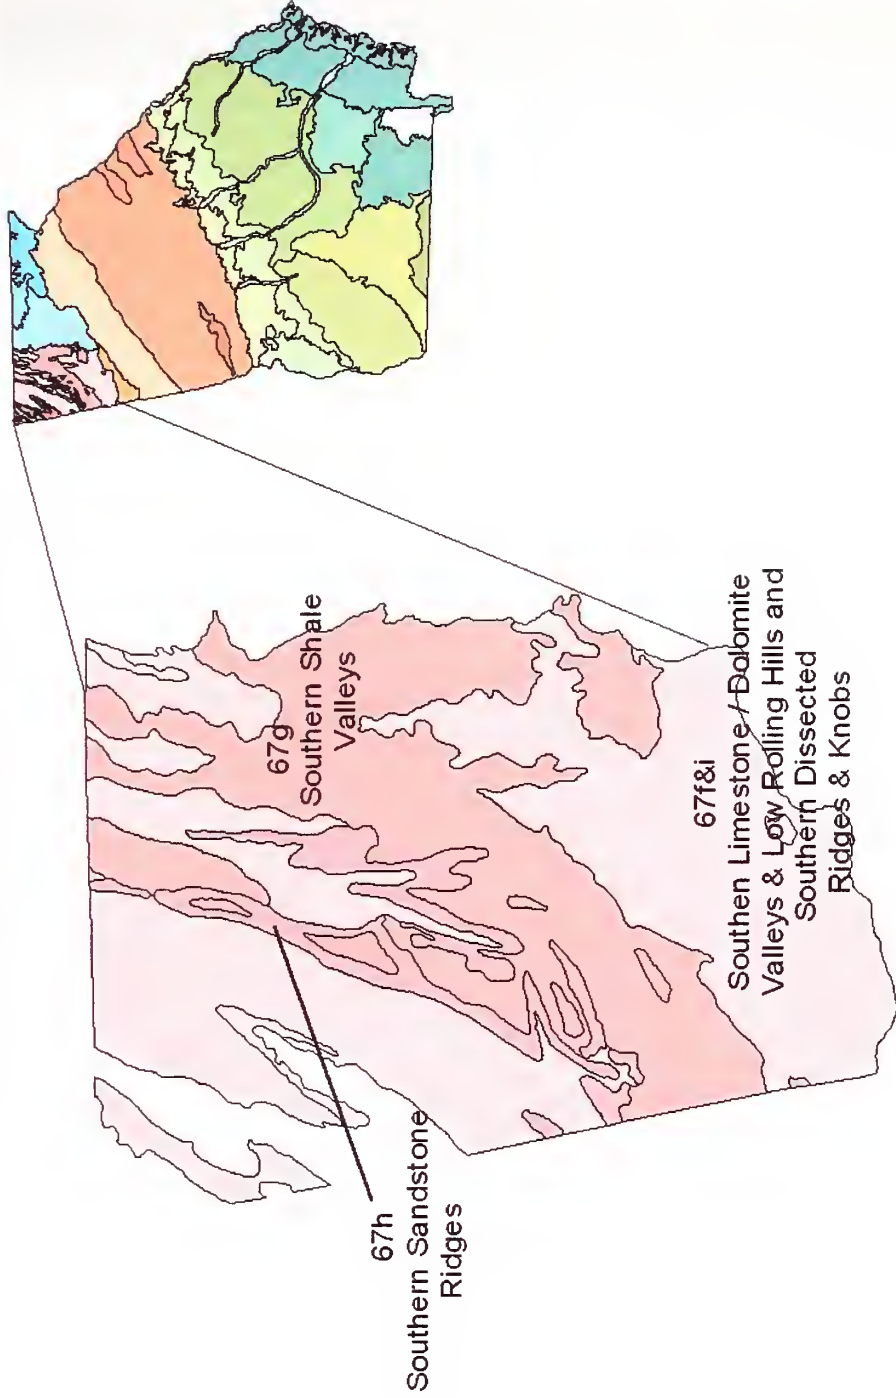 67g
Southern Shale
Valleys
67h
Southern Sandstone
Ridges
67f&i
Southen Limestone / Dolomite
Valleys & Low Rolling Hills and
Southern Dissected
Ridges & Knobs